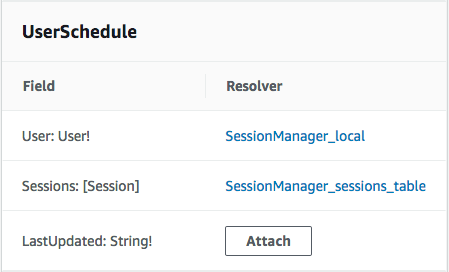 UserSchedule
Field Resolver
User: User! SessionManager_local
Sessions: [Session] SessionManager_sessions_table
LastUpdated: String! Attach